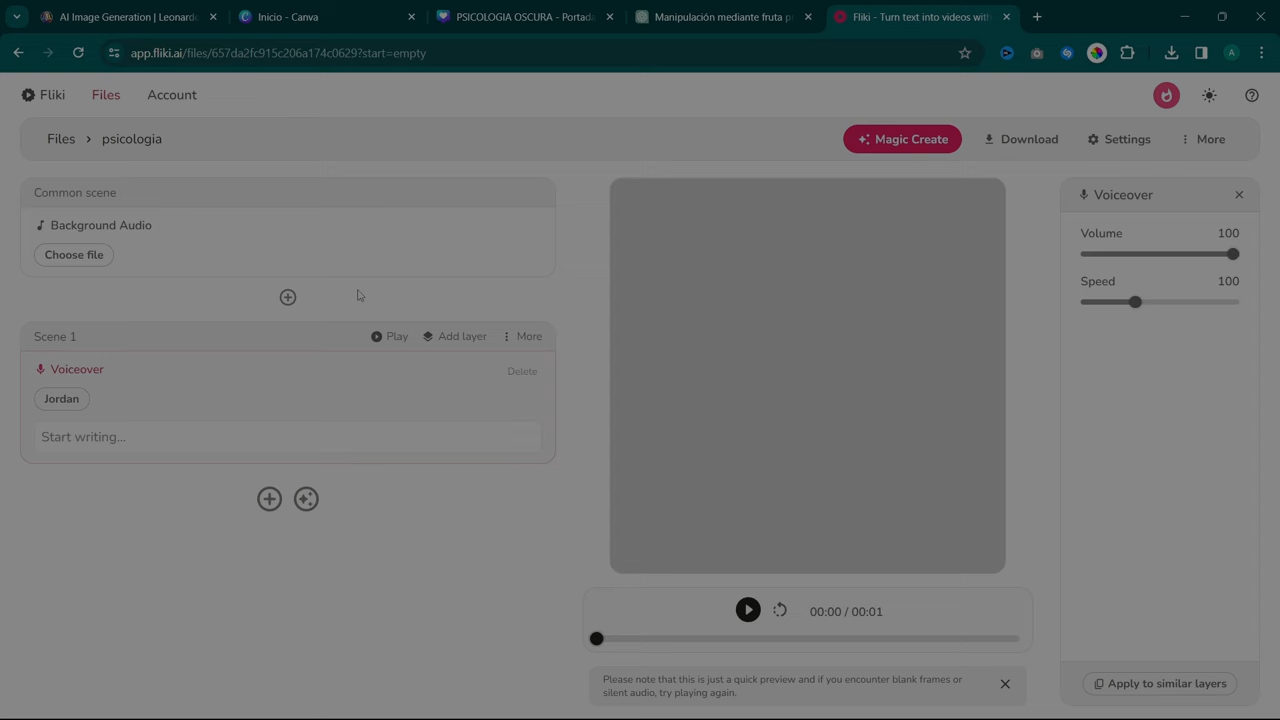 AI Image Generation | Leonardo
Inicio - Canva
PSICOLOGIA OSCURA - Portada
Manipulación mediante fruta p
Fliki - Turn text into videos with
app.fliki.ai/files/657da2fc915c206a174c0629?start=empty
A
Fliki
Files
Account
Files > psicologia
Magic Create
Download
Settings
More
Common scene
Background Audio
Choose file
Scene 1
Play
Add layer
More
Voiceover
Delete
Jordan
Start writing...
00:00 / 00:01
Please note that this is just a quick preview and if you encounter blank frames or
silent audio, try playing again.
Voiceover
Volume 100
Speed 100
Apply to similar layers